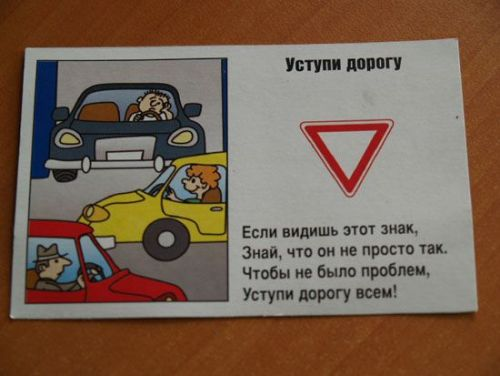 Уступи дорогу
Если видишь этот знак,
Знай, что он не просто так.
Чтобы не было проблем,
Уступи дорогу всем!